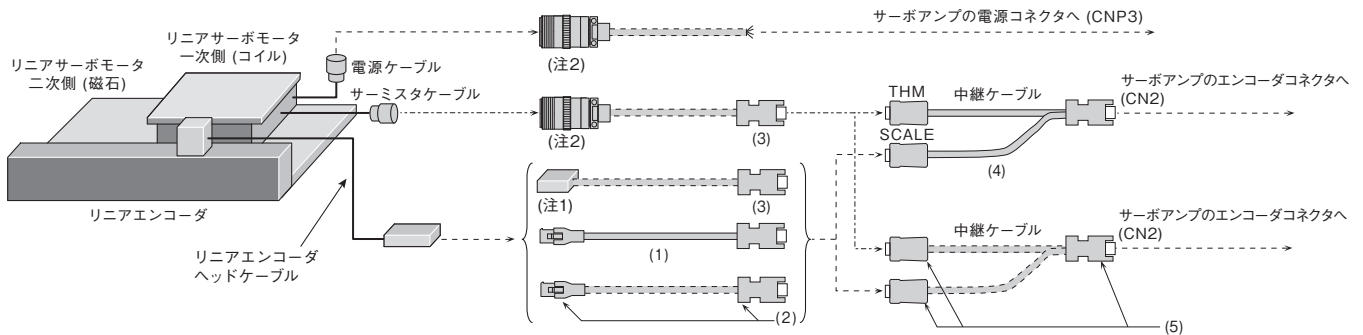 サーボアンプの電源コネクタへ (CNP3)
リニアサーボモータ
一次側 (コイル)
リニアサーボモータ
二次側 (磁石)
電源ケーブル
(注2)
サーミスタケーブル
サーボアンプのエンコーダコネクタへ
(CN2)
THM
中継ケーブル
(注2)
(3)
SCALE
(4)
(注1)
(3)
リニアエンコーダ
サーボアンプのエンコーダコネクタへ
(CN2)
中継ケーブル
リニアエンコーダ
ヘッドケーブル
(1)
(2)
(5)